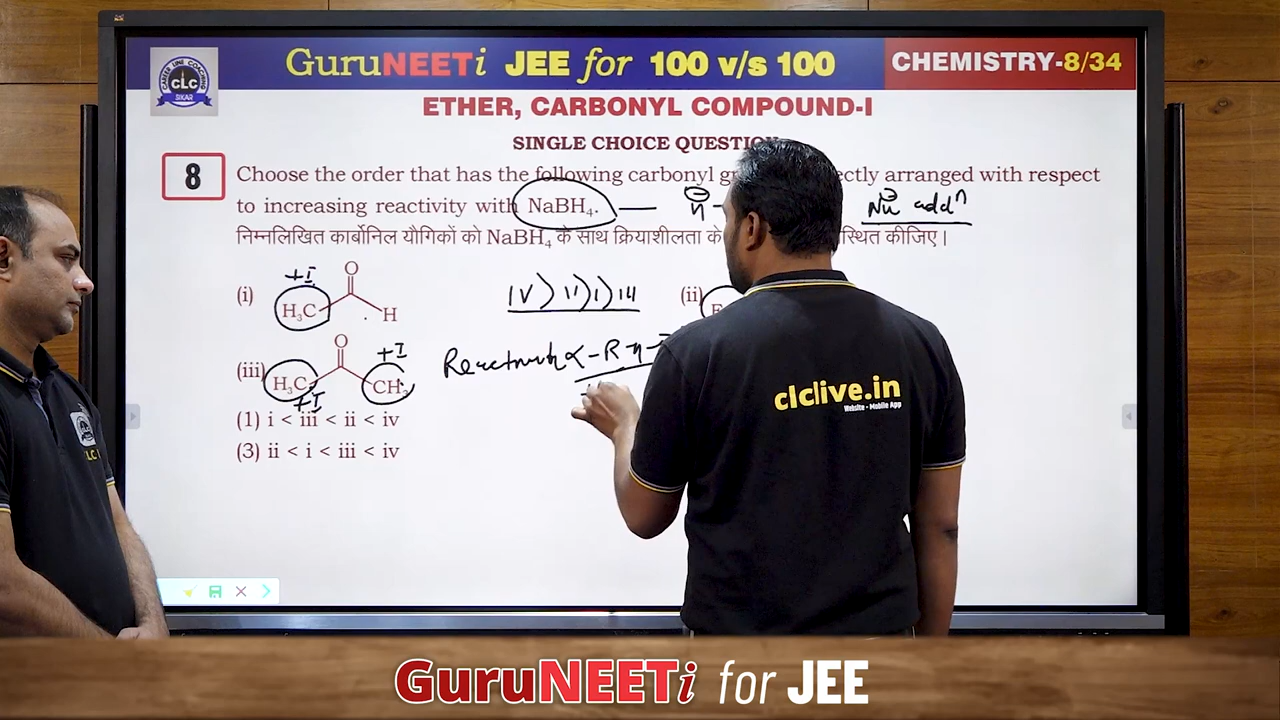 GuruNEETi JEE for 100 v/s 100
CHEMISTRY-8/34
CLC
SIKAR
ETHER, CARBONYL COMPOUND-I
SINGLE CHOICE QUESTION
8
Choose the order that has the following carbonyl ectly arranged with respect
to increasing reactivity with NaBH4.
Nu addn
निम्नलिखित कार्बोनिल यौगिकों को NaBH4 के साथ क्रियाशीलता के स्थित कीजिए।
+I
O
(i) H3C H
IV > II > I > III
(ii)
O
+I
Reactivity ∝ -R
(iii) H3C CH3
+I
(1) i < iii < ii < iv
(3) ii < i < iii < iv
clclive.in
Website - Mobile App
GuruNEETi for JEE